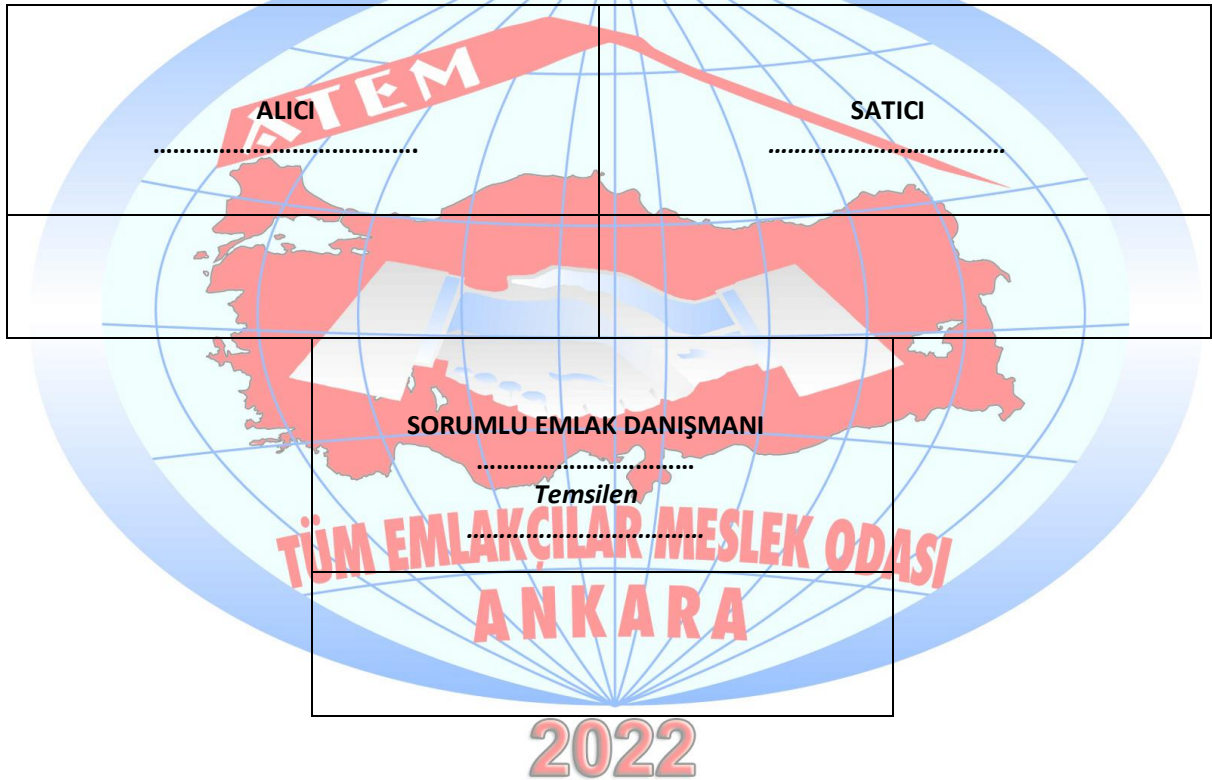 ATEM
ALICI
……………………………………
SATICI
………………………………
SORUMLU EMLAK DANIŞMANI
……………………………
Temsilen
………………………………
TÜM EMLAKÇILAR MESLEK ODASI
ANKARA
2022